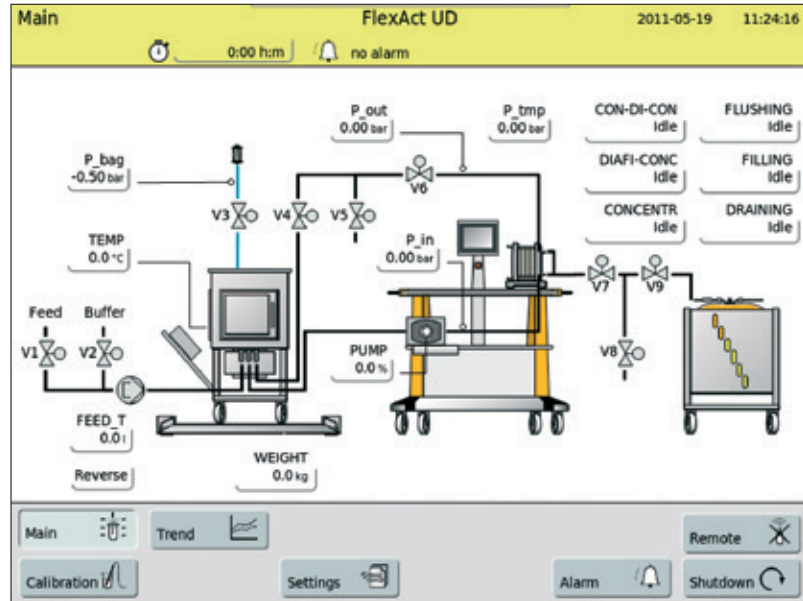 Main
FlexAct UD
2011-05-19 11:24:16
0:00 h:m
no alarm
P_out
0.00 bar
P_tmp
0.00 bar
CON-DI-CON
Idle
FLUSHING
Idle
P_bag
-0.50 bar
V6
DIAFI-CONC
Idle
FILLING
Idle
V3
V4
V5
CONCENTR
Idle
DRAINING
Idle
TEMP
0.0 °C
P_in
0.00 bar
V7
V9
Feed
Buffer
V1
V2
PUMP
0.0 %
V8
FEED_T
0.0 l
WEIGHT
0.0 kg
Reverse
Main
Trend
Remote
Calibration
Settings
Alarm
Shutdown